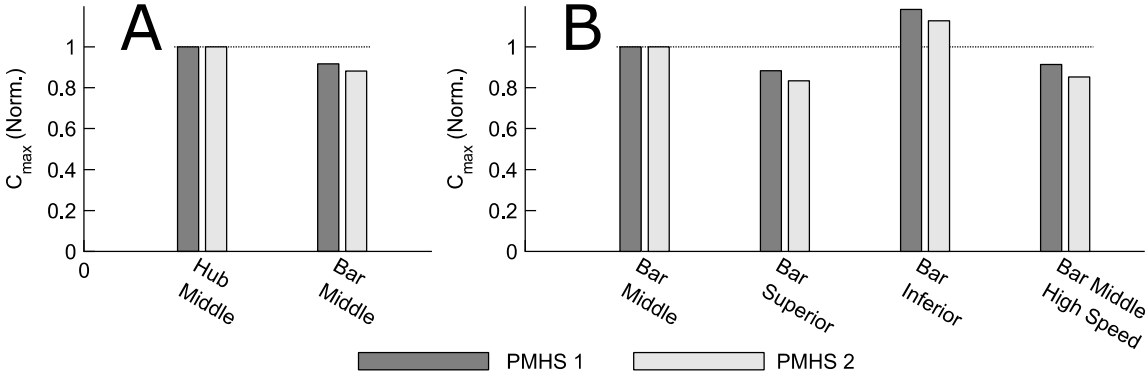 A
C_max (Norm.)
1
0.8
0.6
0.4
0.2
0
0
Hub
Middle
Bar
Middle
B
C_max (Norm.)
1
0.8
0.6
0.4
0.2
0
Bar
Middle
Bar
Superior
Bar
Inferior
Bar Middle
High Speed
PMHS 1
PMHS 2